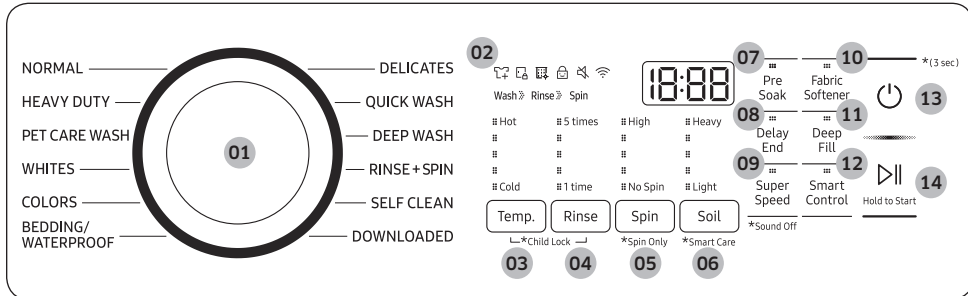 NORMAL
HEAVY DUTY
PET CARE WASH
WHITES
COLORS
BEDDING/
WATERPROOF
01
DELICATES
QUICK WASH
DEEP WASH
RINSE+SPIN
SELF CLEAN
DOWNLOADED
02
18:88
Wash Rinse Spin
Hot 5 times High Heavy
Cold 1 time No Spin Light
Temp. Rinse Spin Soil
*Child Lock *Spin Only *Smart Care
03 04 05 06
07 10
Pre
Soak
Fabric
Softener
08 11
Delay
End
Deep
Fill
09 12
Super
Speed
Smart
Control
*Sound Off
*(3 sec)
13
14
Hold to Start